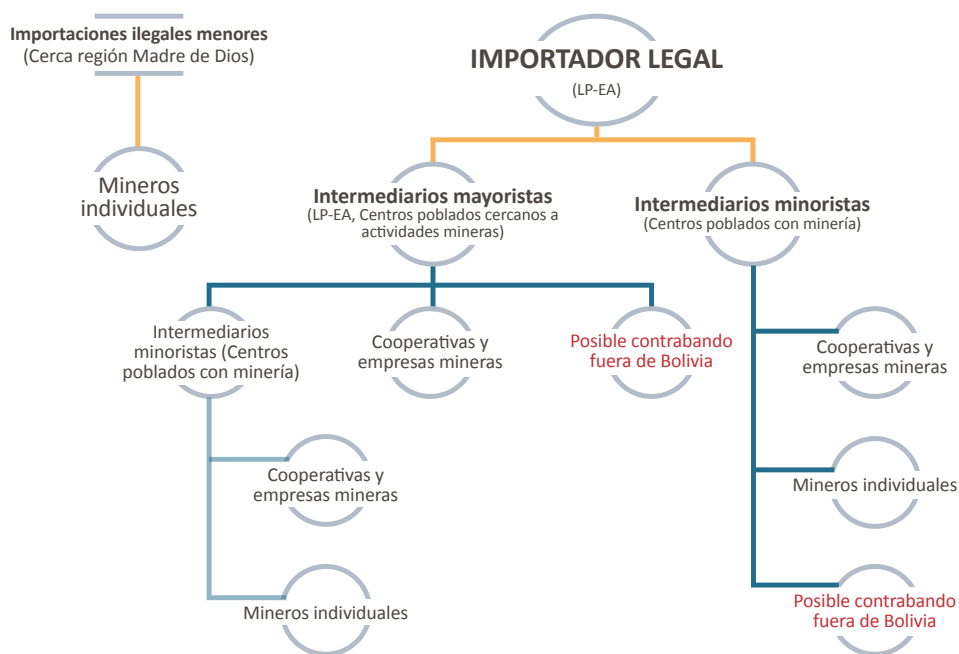 Importaciones ilegales menores
(Cerca región Madre de Dios)
Mineros
individuales
IMPORTADOR LEGAL
(LP-EA)
Intermediarios mayoristas
(LP-EA, Centros poblados cercanos a
actividades mineras)
Intermediarios minoristas
(Centros poblados con minería)
Intermediarios
minoristas (Centros
poblados con minería)
Cooperativas y
empresas mineras
Posible contrabando
fuera de Bolivia
Cooperativas y
empresas mineras
Mineros individuales
Cooperativas y
empresas mineras
Mineros individuales
Posible contrabando
fuera de Bolivia